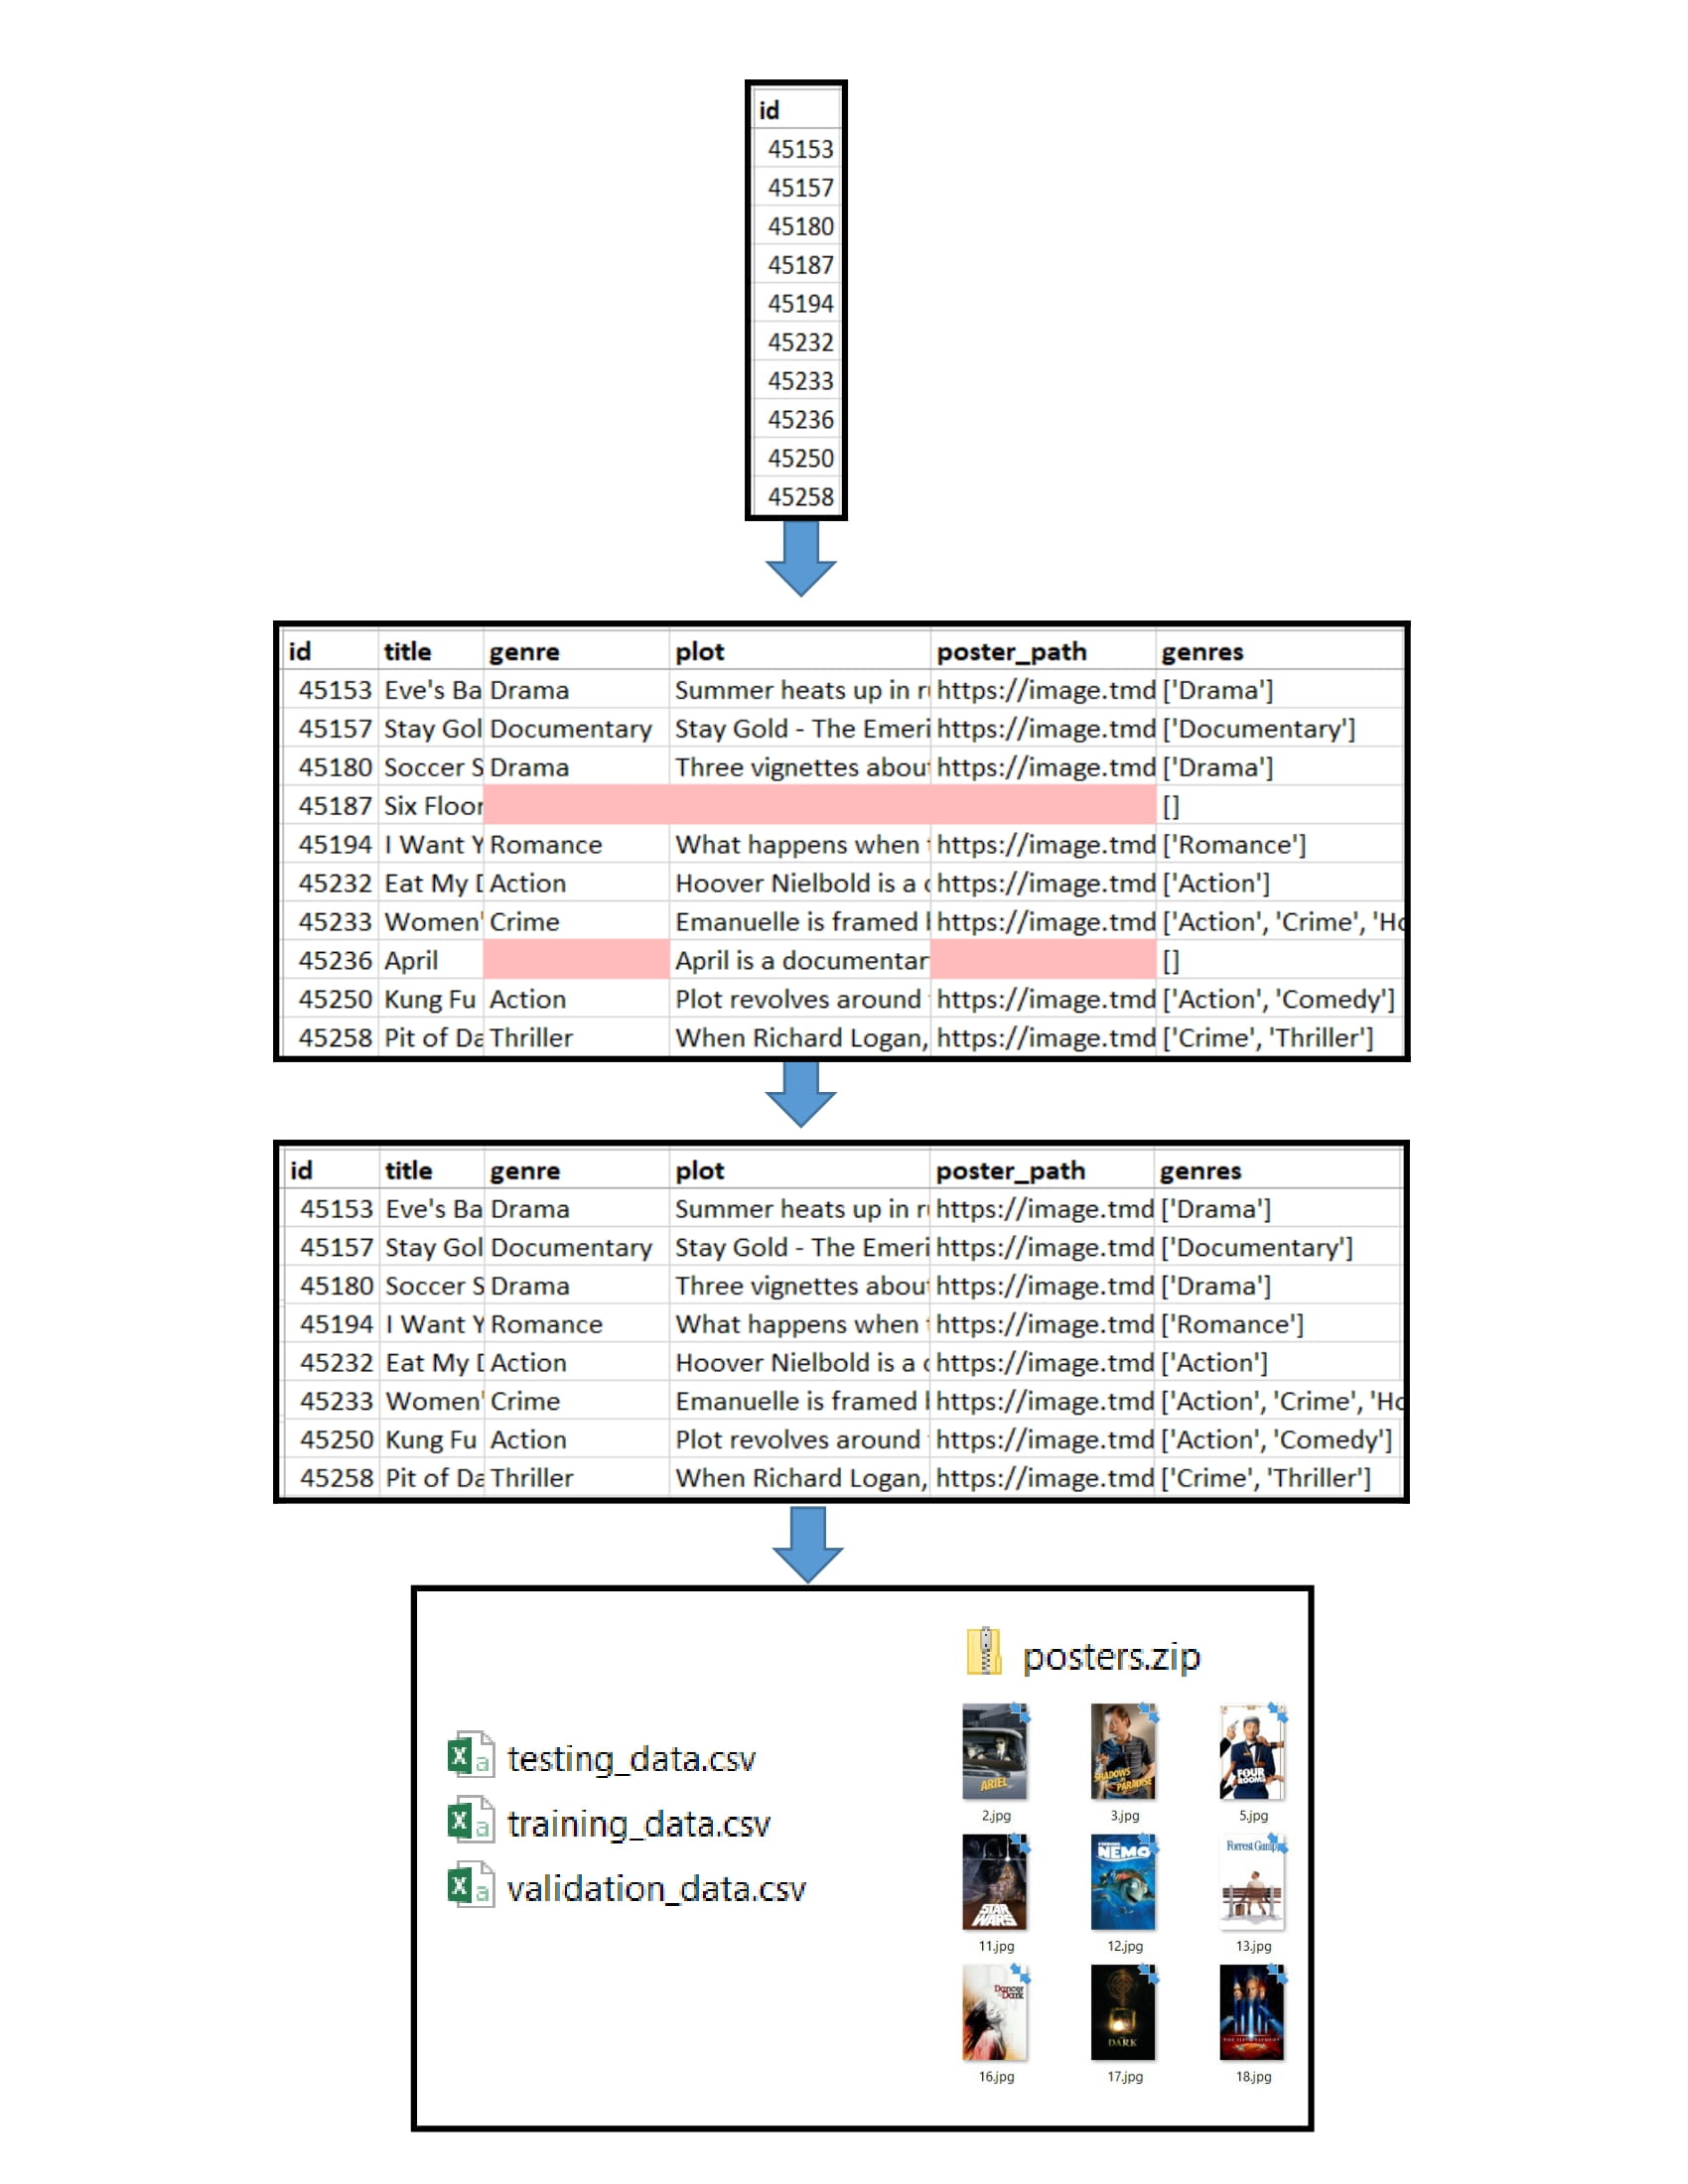 id
45153
45157
45180
45187
45194
45232
45233
45236
45250
45258
id title genre plot poster_path genres
45153 Eve's Ba Drama Summer heats up in ru https://image.tmd ['Drama']
45157 Stay Gol Documentary Stay Gold - The Emeri https://image.tmd ['Documentary']
45180 Soccer S Drama Three vignettes about https://image.tmd ['Drama']
45187 Six Floor []
45194 I Want Y Romance What happens when https://image.tmd ['Romance']
45232 Eat My D Action Hoover Nielbold is a https://image.tmd ['Action']
45233 Women' Crime Emanuelle is framed https://image.tmd ['Action', 'Crime', 'Ho
45236 April April is a documentar []
45250 Kung Fu Action Plot revolves around https://image.tmd ['Action', 'Comedy']
45258 Pit of Da Thriller When Richard Logan, https://image.tmd ['Crime', 'Thriller']
id title genre plot poster_path genres
45153 Eve's Ba Drama Summer heats up in ru https://image.tmd ['Drama']
45157 Stay Gol Documentary Stay Gold - The Emeri https://image.tmd ['Documentary']
45180 Soccer S Drama Three vignettes about https://image.tmd ['Drama']
45194 I Want Y Romance What happens when https://image.tmd ['Romance']
45232 Eat My D Action Hoover Nielbold is a https://image.tmd ['Action']
45233 Women' Crime Emanuelle is framed https://image.tmd ['Action', 'Crime', 'Ho
45250 Kung Fu Action Plot revolves around https://image.tmd ['Action', 'Comedy']
45258 Pit of Da Thriller When Richard Logan, https://image.tmd ['Crime', 'Thriller']
testing_data.csv
training_data.csv
validation_data.csv
posters.zip
ARIEL
SHADOWS
PARADISE
FOUR
ROOMS
2.jpg 3.jpg 5.jpg
STAR
WARS
NEMO
Forrest Gump
11.jpg 12.jpg 13.jpg
Dancer
Dark
DARK
16.jpg 17.jpg 18.jpg